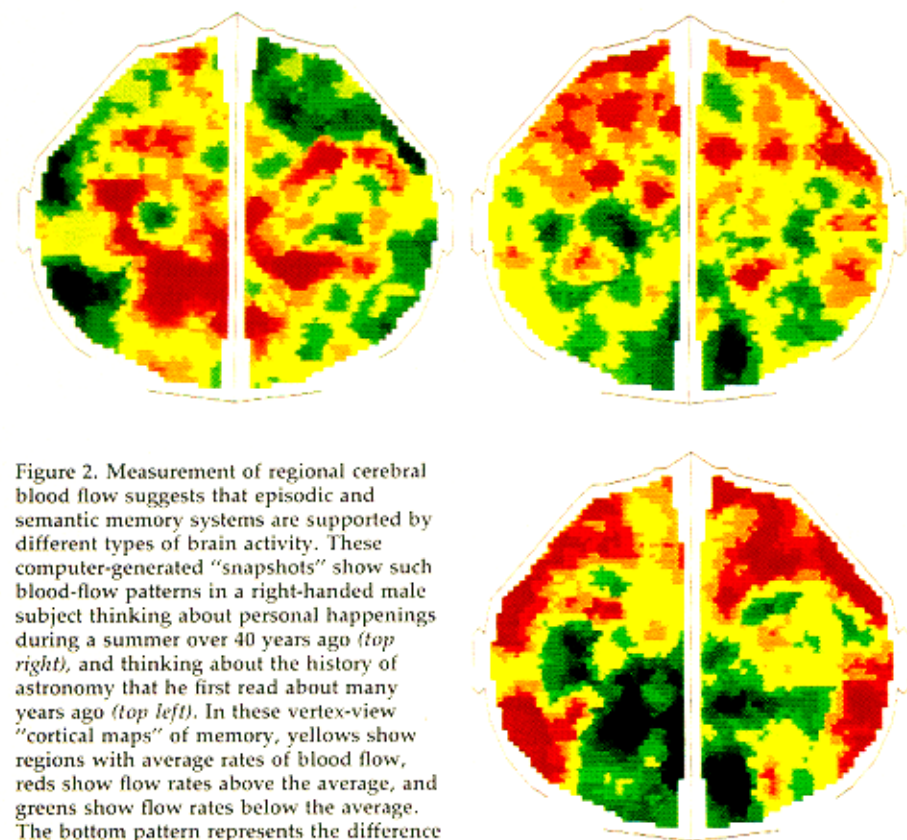 Figure 2. Measurement of regional cerebral
blood flow suggests that episodic and
semantic memory systems are supported by
different types of brain activity. These
computer-generated “snapshots” show such
blood-flow patterns in a right-handed male
subject thinking about personal happenings
during a summer over 40 years ago (top
right), and thinking about the history of
astronomy that he first read about many
years ago (top left). In these vertex-view
“cortical maps” of memory, yellows show
regions with average rates of blood flow,
reds show flow rates above the average, and
greens show flow rates below the average.
The bottom pattern represents the difference